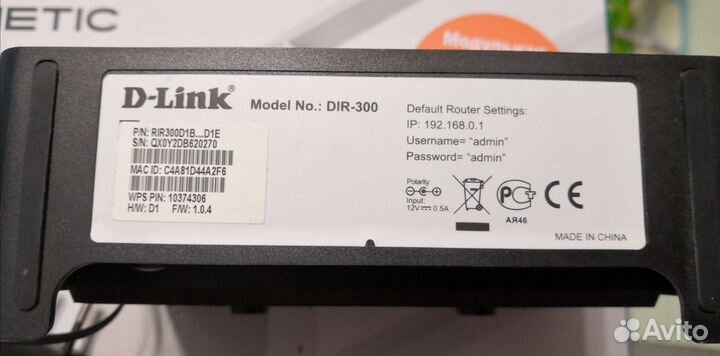 ETIC
Модульная
D-Link
Model No.: DIR-300
P/N: RIR300D1B....D1E
S/N: QX0Y2DB620270
MAC ID: C4A81D44A2F6
WPS PIN: 10374306
H/W: D1 F/W: 1.0.4
Default Router Settings:
IP: 192.168.0.1
Username= "admin"
Password= "admin"
Polarity:
Input:
12V 0.5A
АЯ46
CE
MADE IN CHINA
Avito